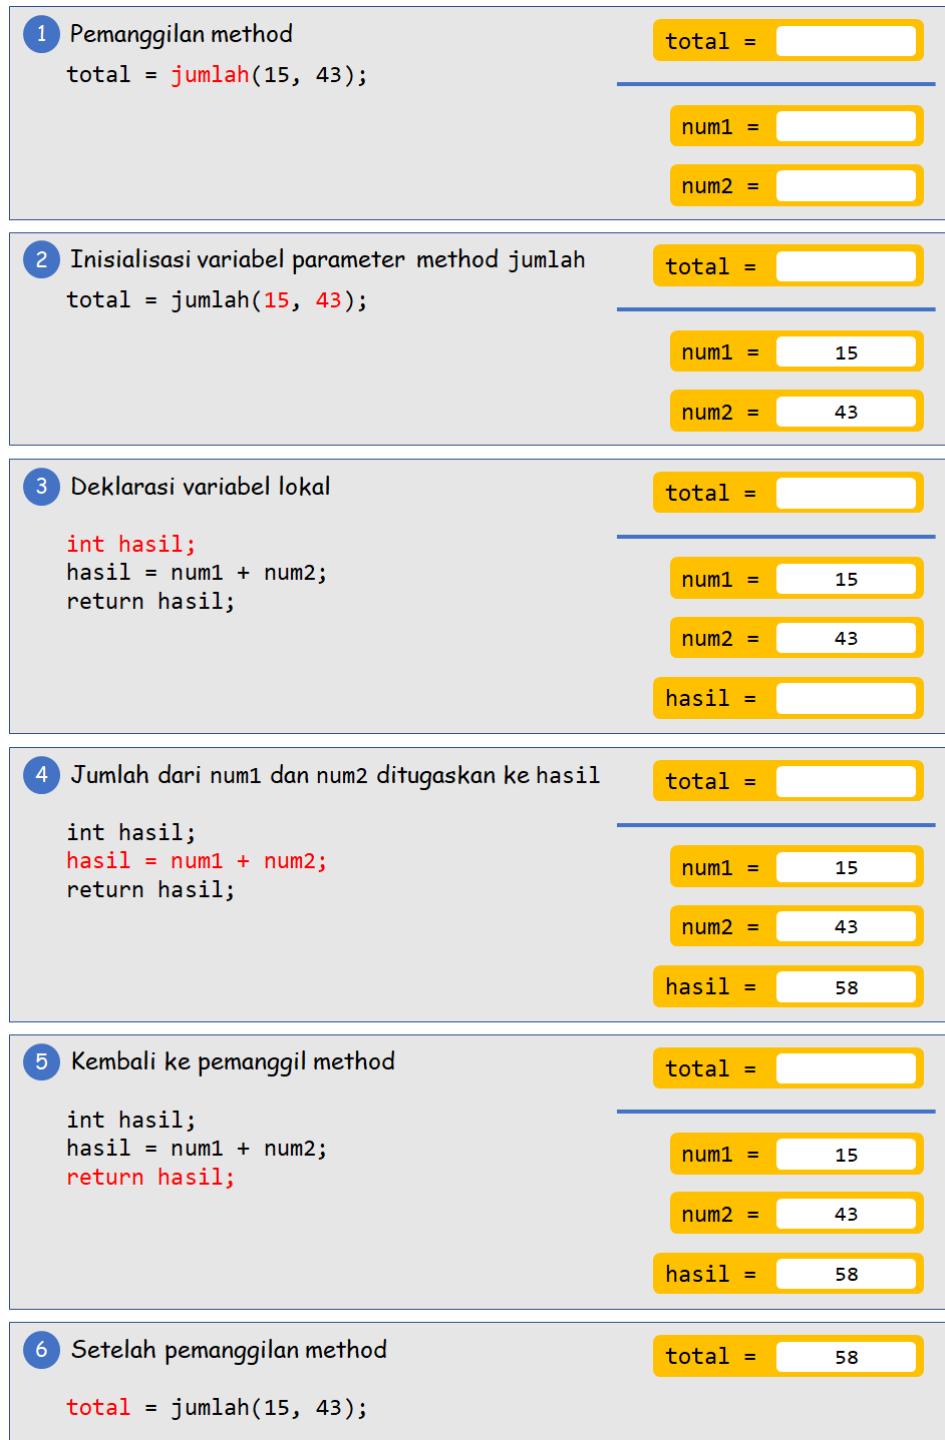 1 Pemanggilan method
total = jumlah(15, 43);
total =
num1 =
num2 =
2 Inisialisasi variabel parameter method jumlah
total = jumlah(15, 43);
total =
num1 = 15
num2 = 43
3 Deklarasi variabel lokal
int hasil;
hasil = num1 + num2;
return hasil;
total =
num1 = 15
num2 = 43
hasil =
4 Jumlah dari num1 dan num2 ditugaskan ke hasil
int hasil;
hasil = num1 + num2;
return hasil;
total =
num1 = 15
num2 = 43
hasil = 58
5 Kembali ke pemanggil method
int hasil;
hasil = num1 + num2;
return hasil;
total =
num1 = 15
num2 = 43
hasil = 58
6 Setelah pemanggilan method
total = jumlah(15, 43);
total = 58